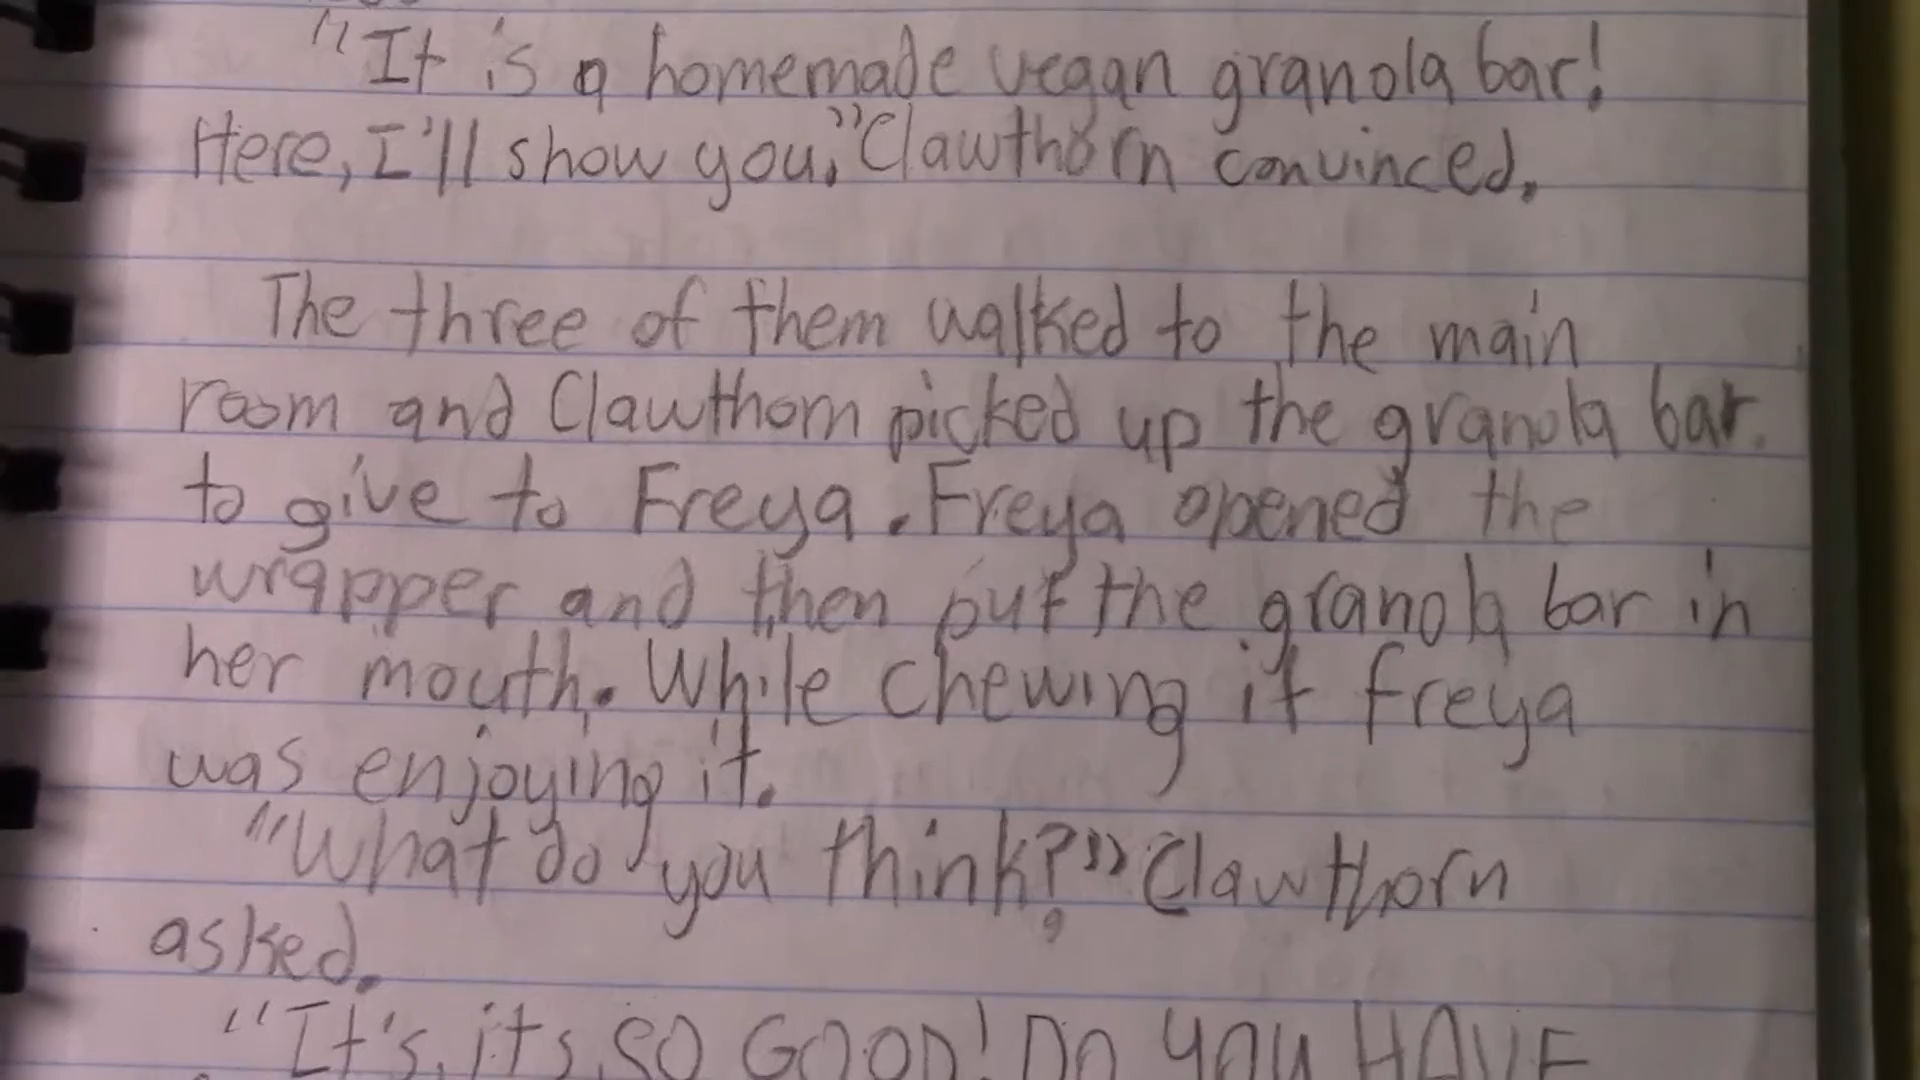 "It is a homemade vegan granola bar!
Here, I'll show you," Clawthorn convinced.
The three of them walked to the main
room and Clawthorn picked up the granola bar.
to give to Freya. Freya opened the
wrapper and then put the granola bar in
her mouth. While chewing it Freya
was enjoying it.
"What do you think?" Clawthorn
asked.
"It's, its, SO GOOD! DO YOU HAVE